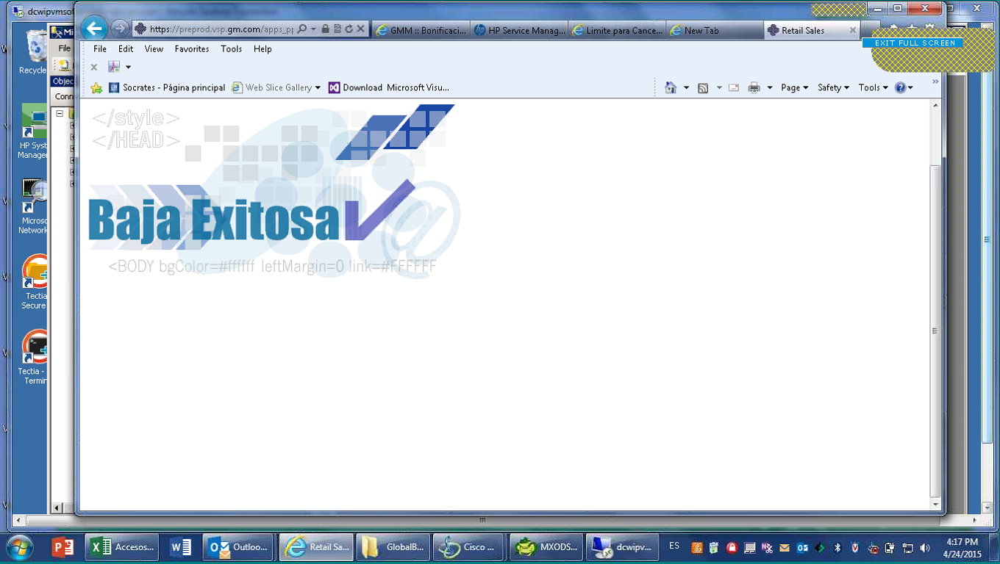 dcwipvmsof
https://preprod.vsp.gm.com/apps_pp
GMM :: Bonificaci...
HP Service Manag...
Limite para Cance...
New Tab
Retail Sales
EXIT FULL SCREEN
File Edit View Favorites Tools Help
Socrates - Página principal
Web Slice Gallery
Download Microsoft Visu...
Page Safety Tools
Mi
File
Recycle
Objec
Conn
HP Syst
Manager
Microso
Network
Tectia
Secure
Tectia -
Termin
</style>
</HEAD>
Baja Exitosa
<BODY bgColor=#ffffff leftMargin=0 link=#FFFFFF
Accesos...
Outloo...
Retail Sa...
GlobalB...
Cisco ...
MXODS...
dcwipv...
ES
4:17 PM
4/24/2015